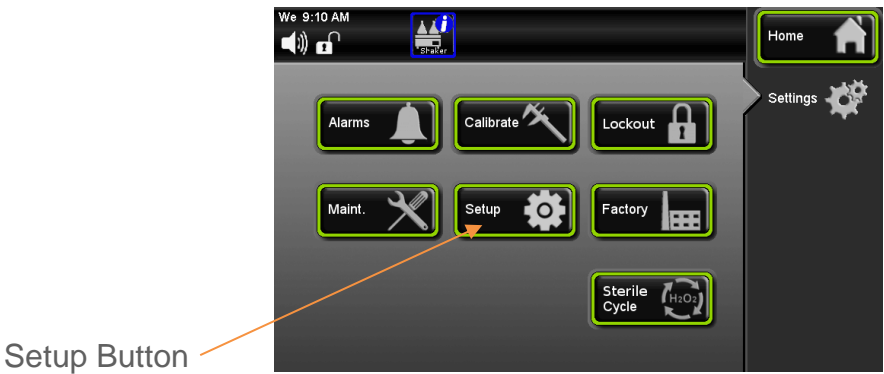 We 9:10 AM
Shaker
Home
Settings
Alarms
Calibrate
Lockout
Maint.
Setup
Factory
Sterile
Cycle
H2O2
Setup Button